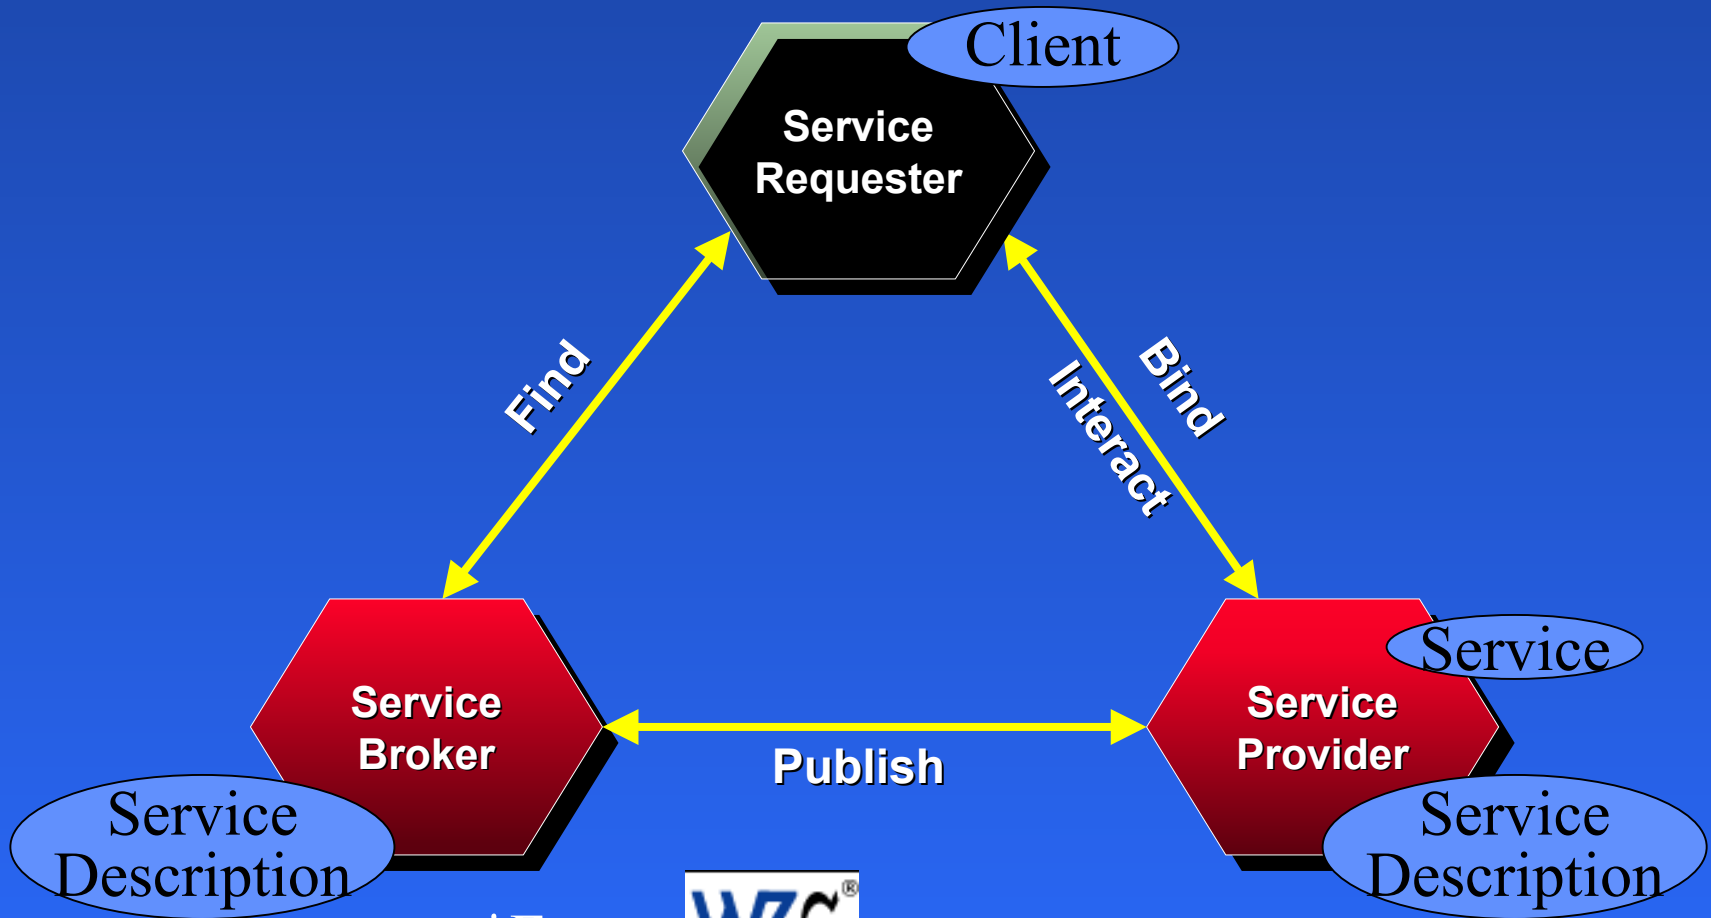 Client
Service
Requester
Find
Bind
Interact
Service
Service
Broker
Service
Provider
Publish
Service
Description
Service
Description